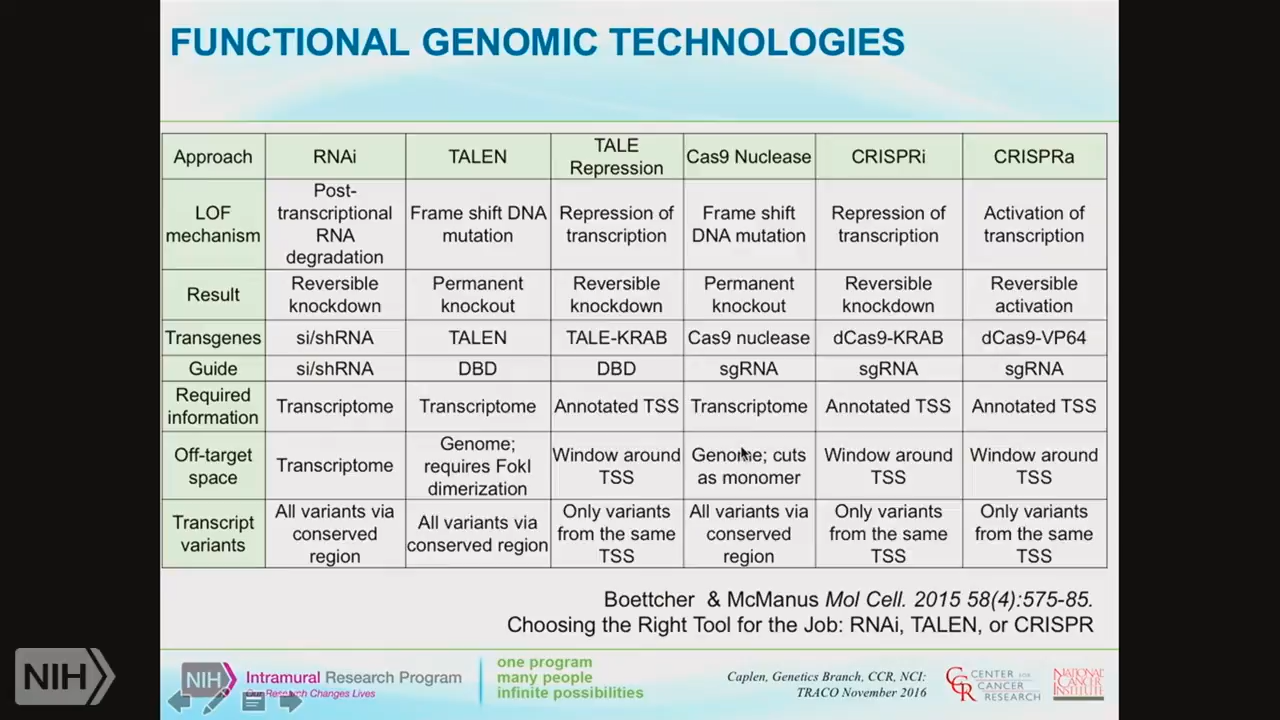 FUNCTIONAL GENOMIC TECHNOLOGIES
Approach RNAi TALEN TALE Repression Cas9 Nuclease CRISPRi CRISPRa
LOF mechanism Post-transcriptional RNA degradation Frame shift DNA mutation Repression of transcription Frame shift DNA mutation Repression of transcription Activation of transcription
Result Reversible knockdown Permanent knockout Reversible knockdown Permanent knockout Reversible knockdown Reversible activation
Transgenes si/shRNA TALEN TALE-KRAB Cas9 nuclease dCas9-KRAB dCas9-VP64
Guide si/shRNA DBD DBD sgRNA sgRNA sgRNA
Required information Transcriptome Transcriptome Annotated TSS Transcriptome Annotated TSS Annotated TSS
Off-target space Transcriptome Genome; requires FokI dimerization Window around TSS Genome; cuts as monomer Window around TSS Window around TSS
Transcript variants All variants via conserved region All variants via conserved region Only variants from the same TSS All variants via conserved region Only variants from the same TSS Only variants from the same TSS
Boettcher & McManus Mol Cell. 2015 58(4):575-85.
Choosing the Right Tool for the Job: RNAi, TALEN, or CRISPR
NIH
NIH Intramural Research Program
Our Research Changes Lives
one program
many people
infinite possibilities
Caplen, Genetics Branch, CCR, NCI:
TRACO November 2016
CCR CENTER FOR CANCER RESEARCH
NATIONAL CANCER INSTITUTE